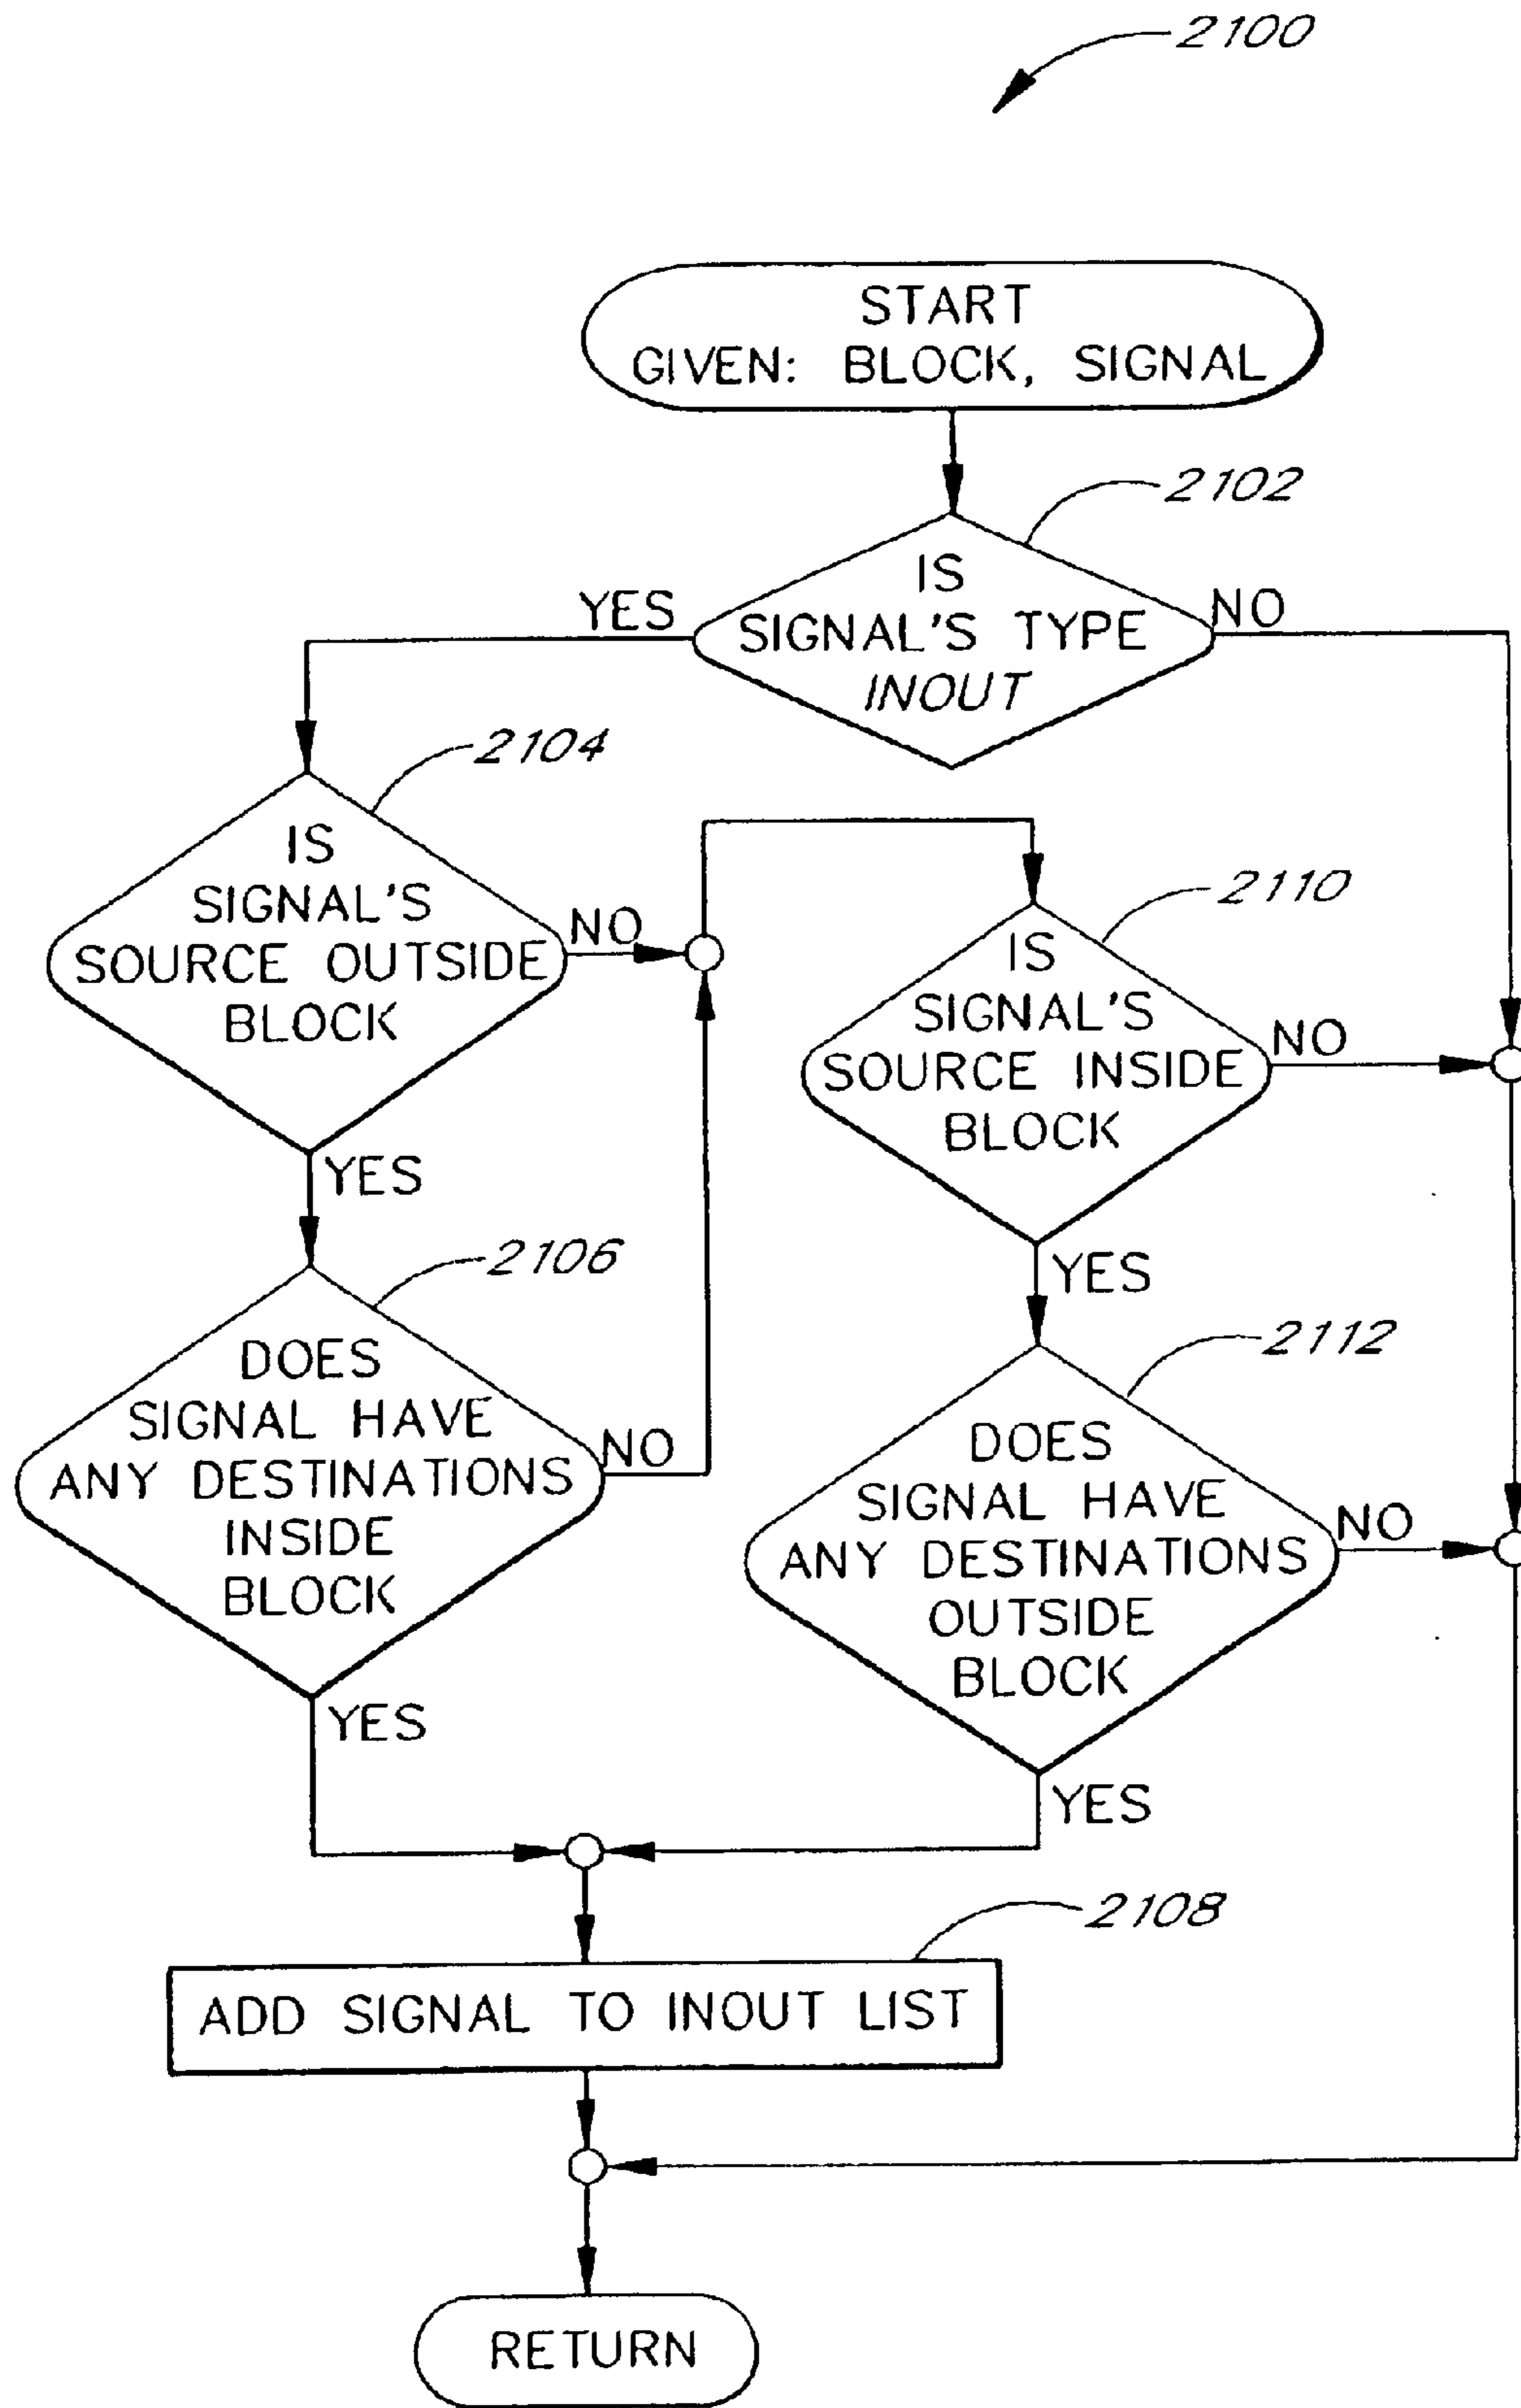 2100
START
GIVEN: BLOCK, SIGNAL
2102
IS
SIGNAL'S TYPE
INOUT
YES
NO
2104
IS
SIGNAL'S
SOURCE OUTSIDE
BLOCK
NO
YES
2110
IS
SIGNAL'S
SOURCE INSIDE
BLOCK
NO
YES
2106
DOES
SIGNAL HAVE
ANY DESTINATIONS
INSIDE
BLOCK
NO
YES
2112
DOES
SIGNAL HAVE
ANY DESTINATIONS
OUTSIDE
BLOCK
NO
YES
2108
ADD SIGNAL TO INOUT LIST
RETURN